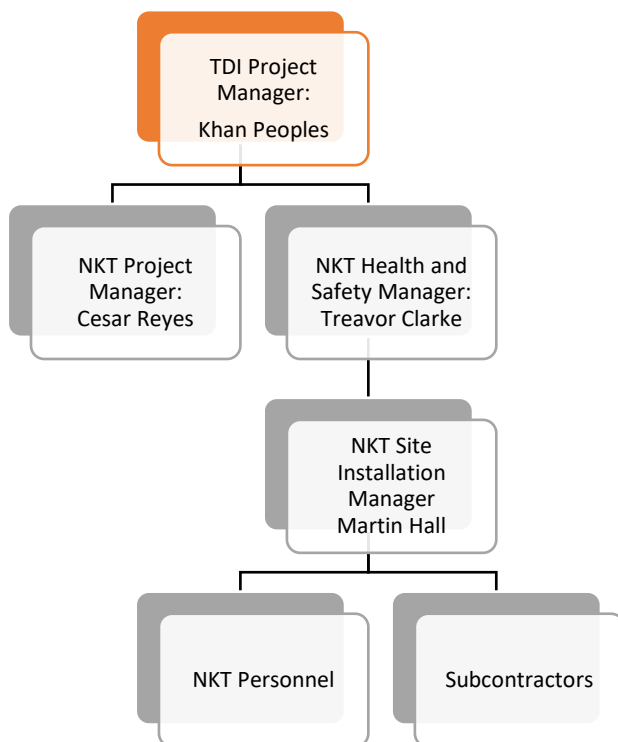 TDI Project
Manager:
Khan Peoples
NKT Project
Manager:
Cesar Reyes
NKT Health and
Safety Manager:
Treavor Clarke
NKT Site
Installation
Manager
Martin Hall
NKT Personnel
Subcontractors